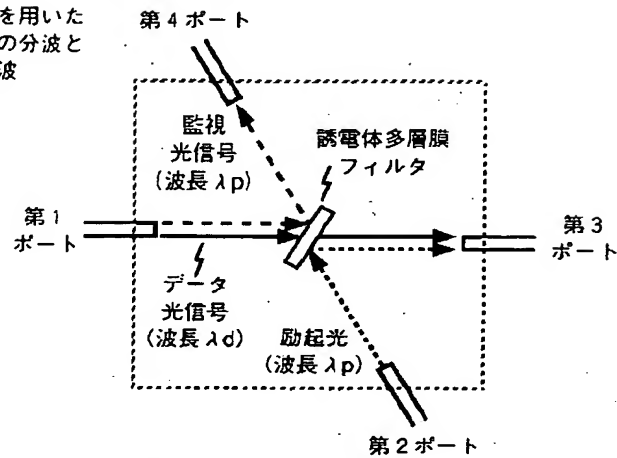 を用いた
の分波と
波
第4ポート
監視
光信号
(波長λp)
誘電体多層膜
フィルタ
第1
ポート
第3
ポート
データ
光信号
(波長λd)
励起光
(波長λp)
第2ポート